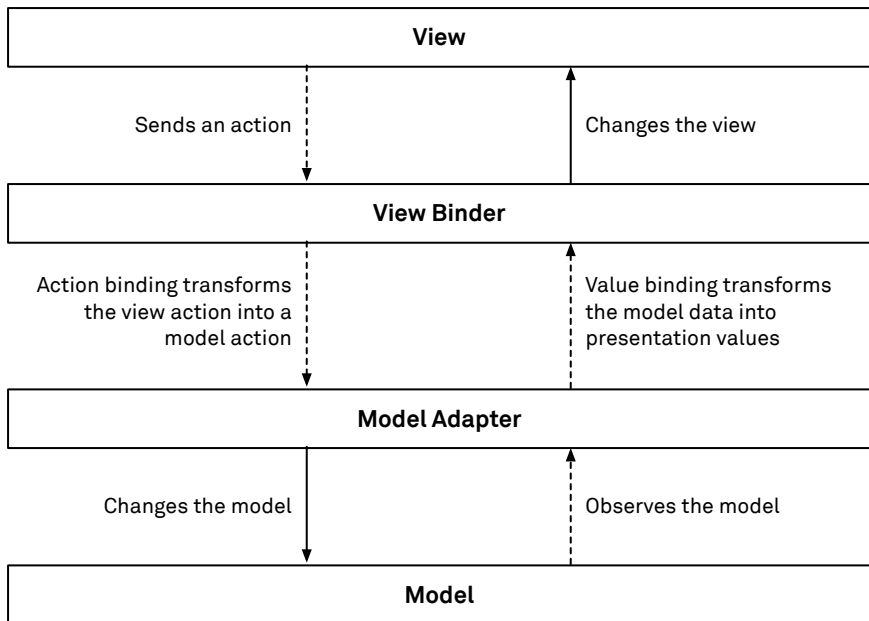 View
Sends an action
Changes the view
View Binder
Action binding transforms
the view action into a
model action
Value binding transforms
the model data into
presentation values
Model Adapter
Changes the model
Observes the model
Model